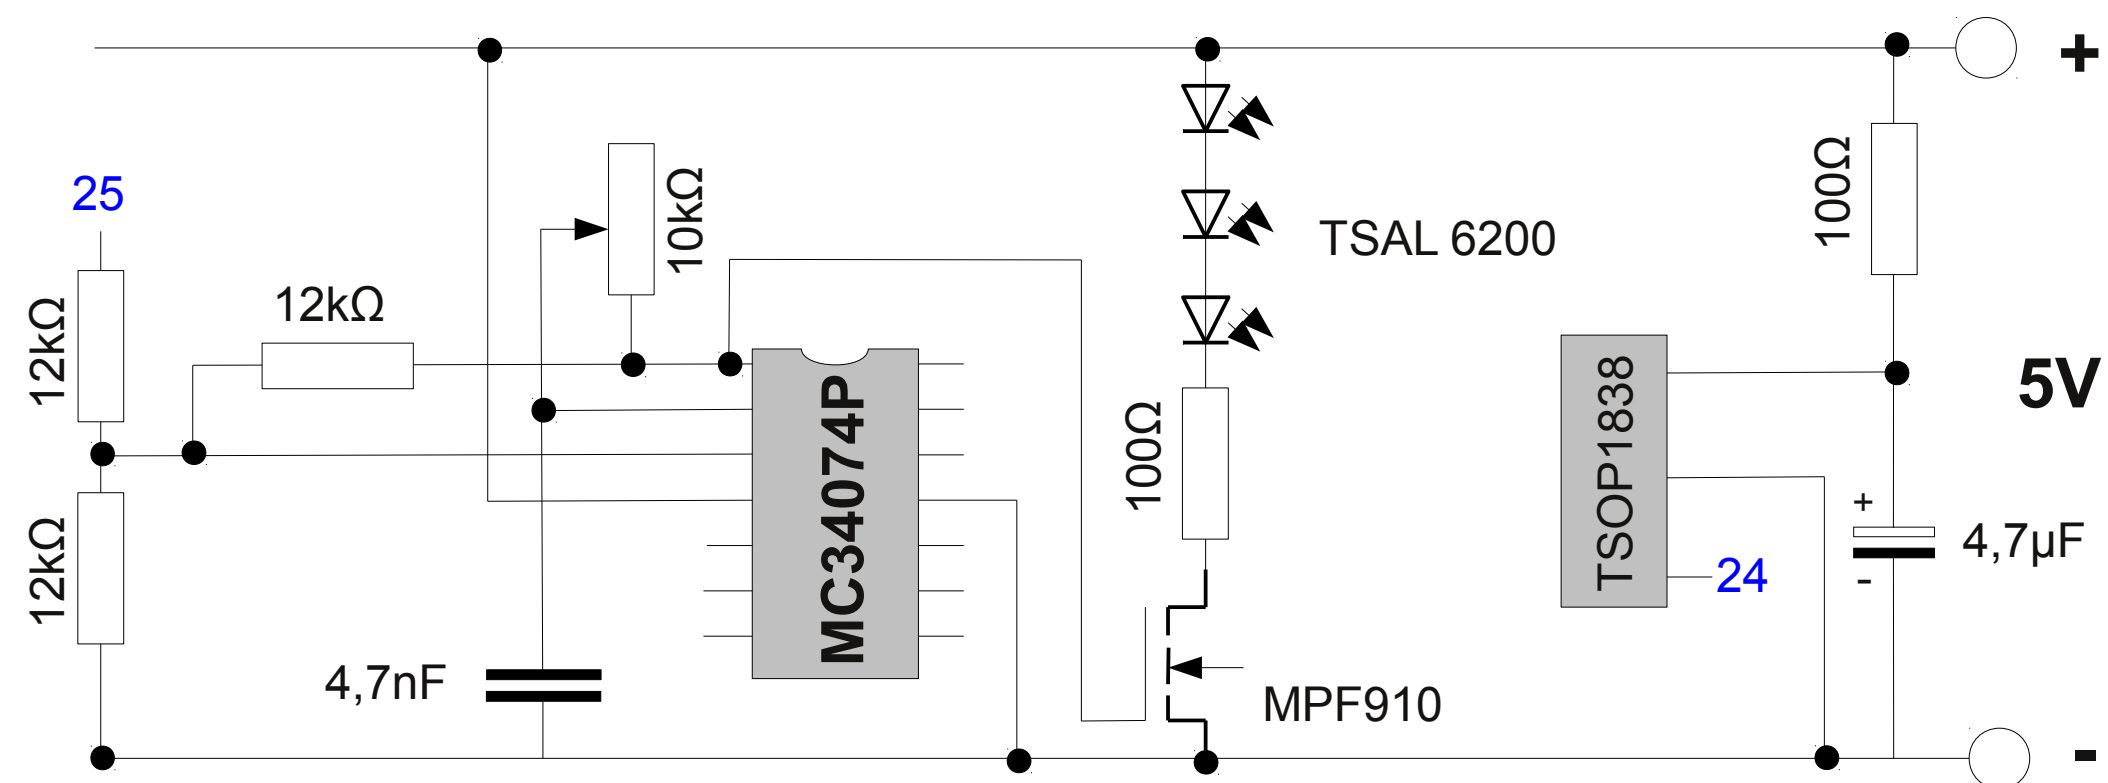 +
25
12kΩ
12kΩ
12kΩ
10kΩ
4,7nF
MC34074P
TSAL 6200
100Ω
MPF910
TSOP1838
24
100Ω
5V
+
4,7µF
-
-